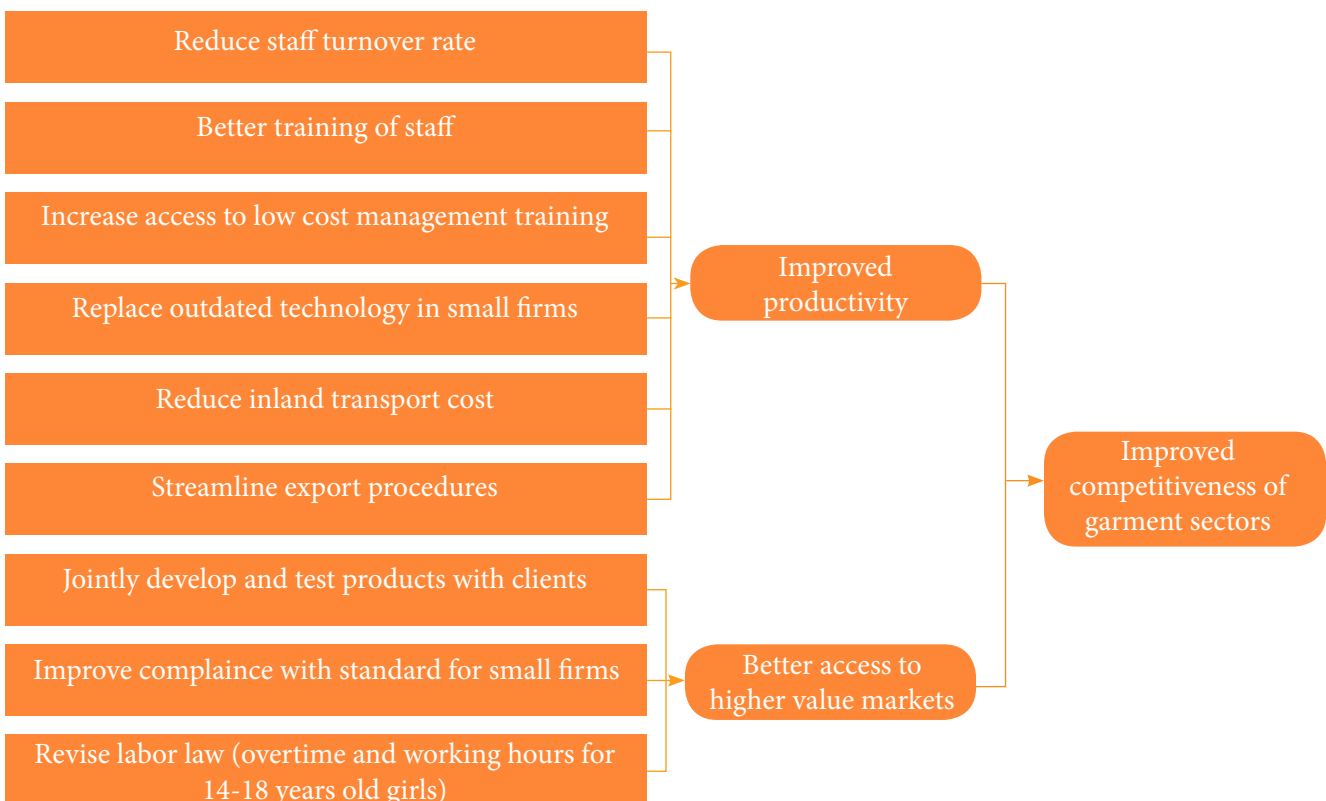 Reduce staff turnover rate
Better training of staff
Increase access to low cost management training
Replace outdated technology in small firms
Reduce inland transport cost
Streamline export procedures
Jointly develop and test products with clients
Improve complaince with standard for small firms
Revise labor law (overtime and working hours for
14-18 years old girls)
Improved
productivity
Better access to
higher value markets
Improved
competitiveness of
garment sectors